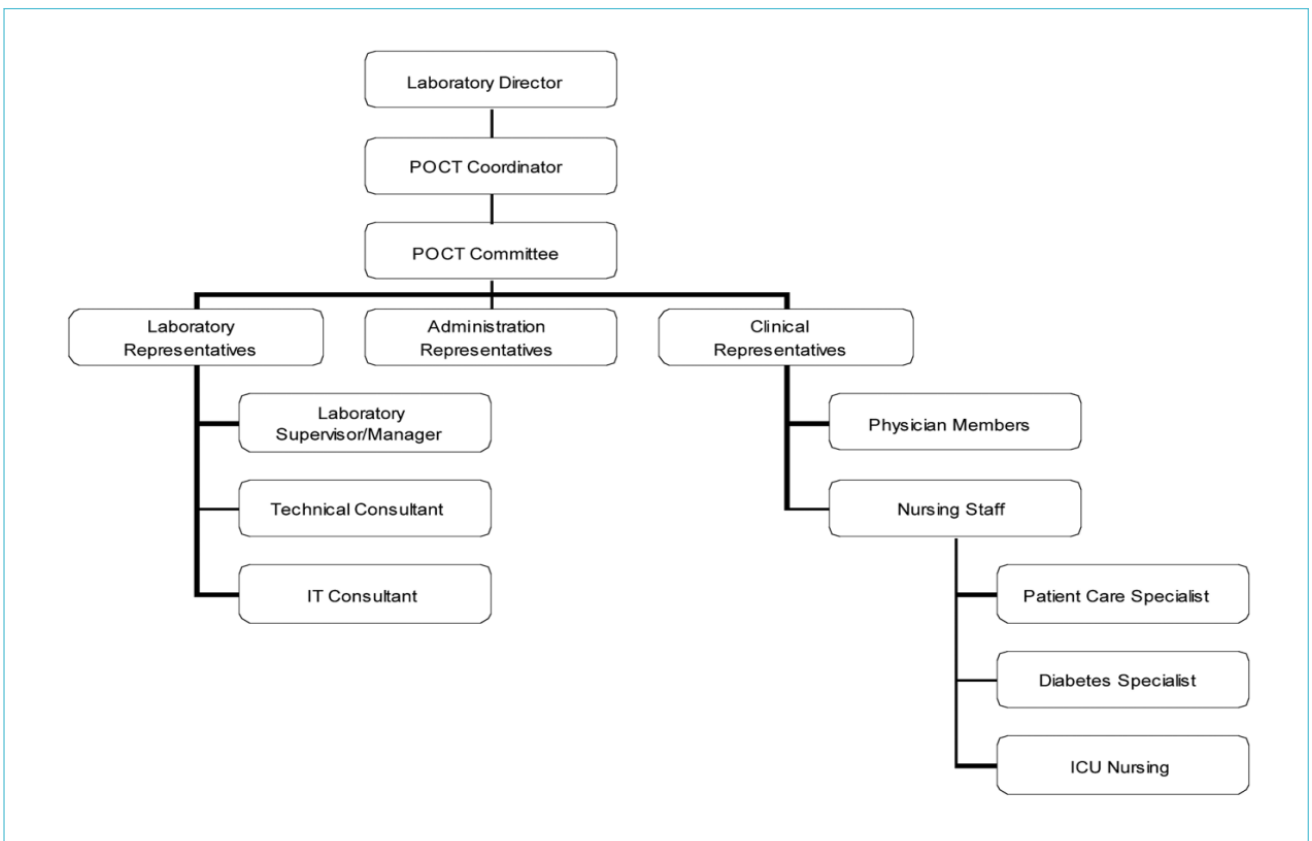 Laboratory Director
POCT Coordinator
POCT Committee
Laboratory
Representatives
Administration
Representatives
Clinical
Representatives
Laboratory
Supervisor/Manager
Technical Consultant
IT Consultant
Physician Members
Nursing Staff
Patient Care Specialist
Diabetes Specialist
ICU Nursing